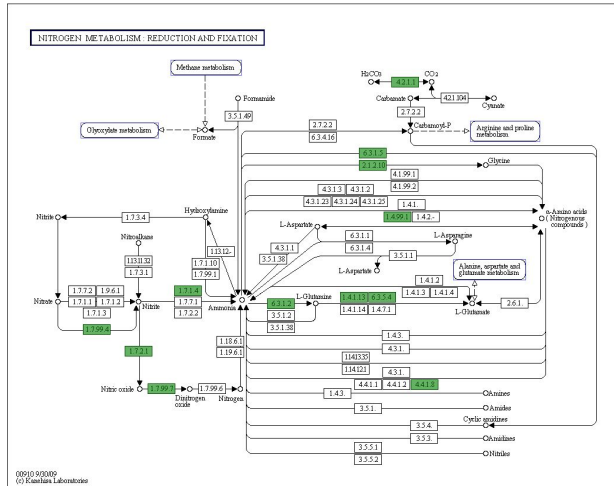 NITROGEN METABOLISM : REDUCTION AND FIXATION
Methane metabolism
H2CO3
4.2.1.1
CO2
Formamide
Carbamate
4.2.1.104
Cyanate
3.5.1.49
2.7.2.2
Glyoxylate metabolism
Formate
2.7.2.2
6.3.4.16
Carbamoyl-P
Arginine and proline
metabolism
6.3.1.5
2.1.2.10
Glycine
4.1.99.1
4.1.99.2
4.3.1.3
4.3.1.2
4.3.1.23
4.3.1.24
4.3.1.25
1.4.1.
1.4.99.1
1.4.2.-
α-Amino acids
( Nitrogenous
compounds )
Nitrite
1.7.3.4
Hydroxylamine
Nitroalkane
1.13.11.32
1.7.3.1
1.13.12.-
1.7.1.10
1.7.99.1
L-Aspartate
L-Asparagine
6.3.1.1
6.3.1.4
4.3.1.1
3.5.1.38
3.5.1.1
L-Aspartate
Alanine, aspartate and
glutamate metabolism
1.7.7.2
1.9.6.1
1.7.1.1
1.7.1.2
1.7.1.3
Nitrate
Nitrite
1.7.1.4
1.7.7.1
1.7.2.2
Ammonia
6.3.1.2
3.5.1.2
3.5.1.38
L-Glutamine
1.4.1.13
6.3.5.4
1.4.1.14
1.4.7.1
1.4.1.2
1.4.1.3
1.4.1.4
L-Glutamate
2.6.1.
1.7.99.4
1.7.2.1
1.18.6.1
1.19.6.1
1.4.3.
4.3.1.
1.14.13.35
1.14.12.1
4.3.1.
4.4.1.1
4.4.1.2
4.4.1.8
Nitric oxide
1.7.99.7
Dinitrogen
oxide
1.7.99.6
Nitrogen
1.4.3.
Amines
3.5.1.
Amides
3.5.4.
Cyclic amidines
3.5.3.
Amidines
3.5.5.1
3.5.5.2
Nitriles
00910 9/30/09
(c) Kanehisa Laboratories